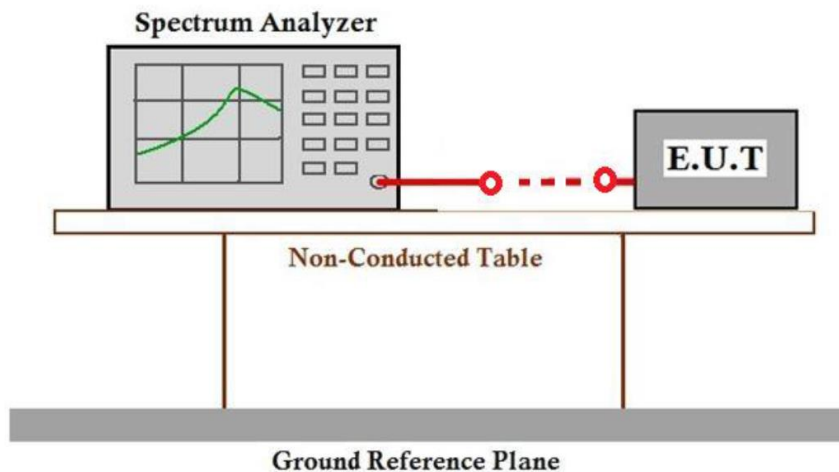 Spectrum Analyzer
E.U.T
Non-Conducted Table
Ground Reference Plane